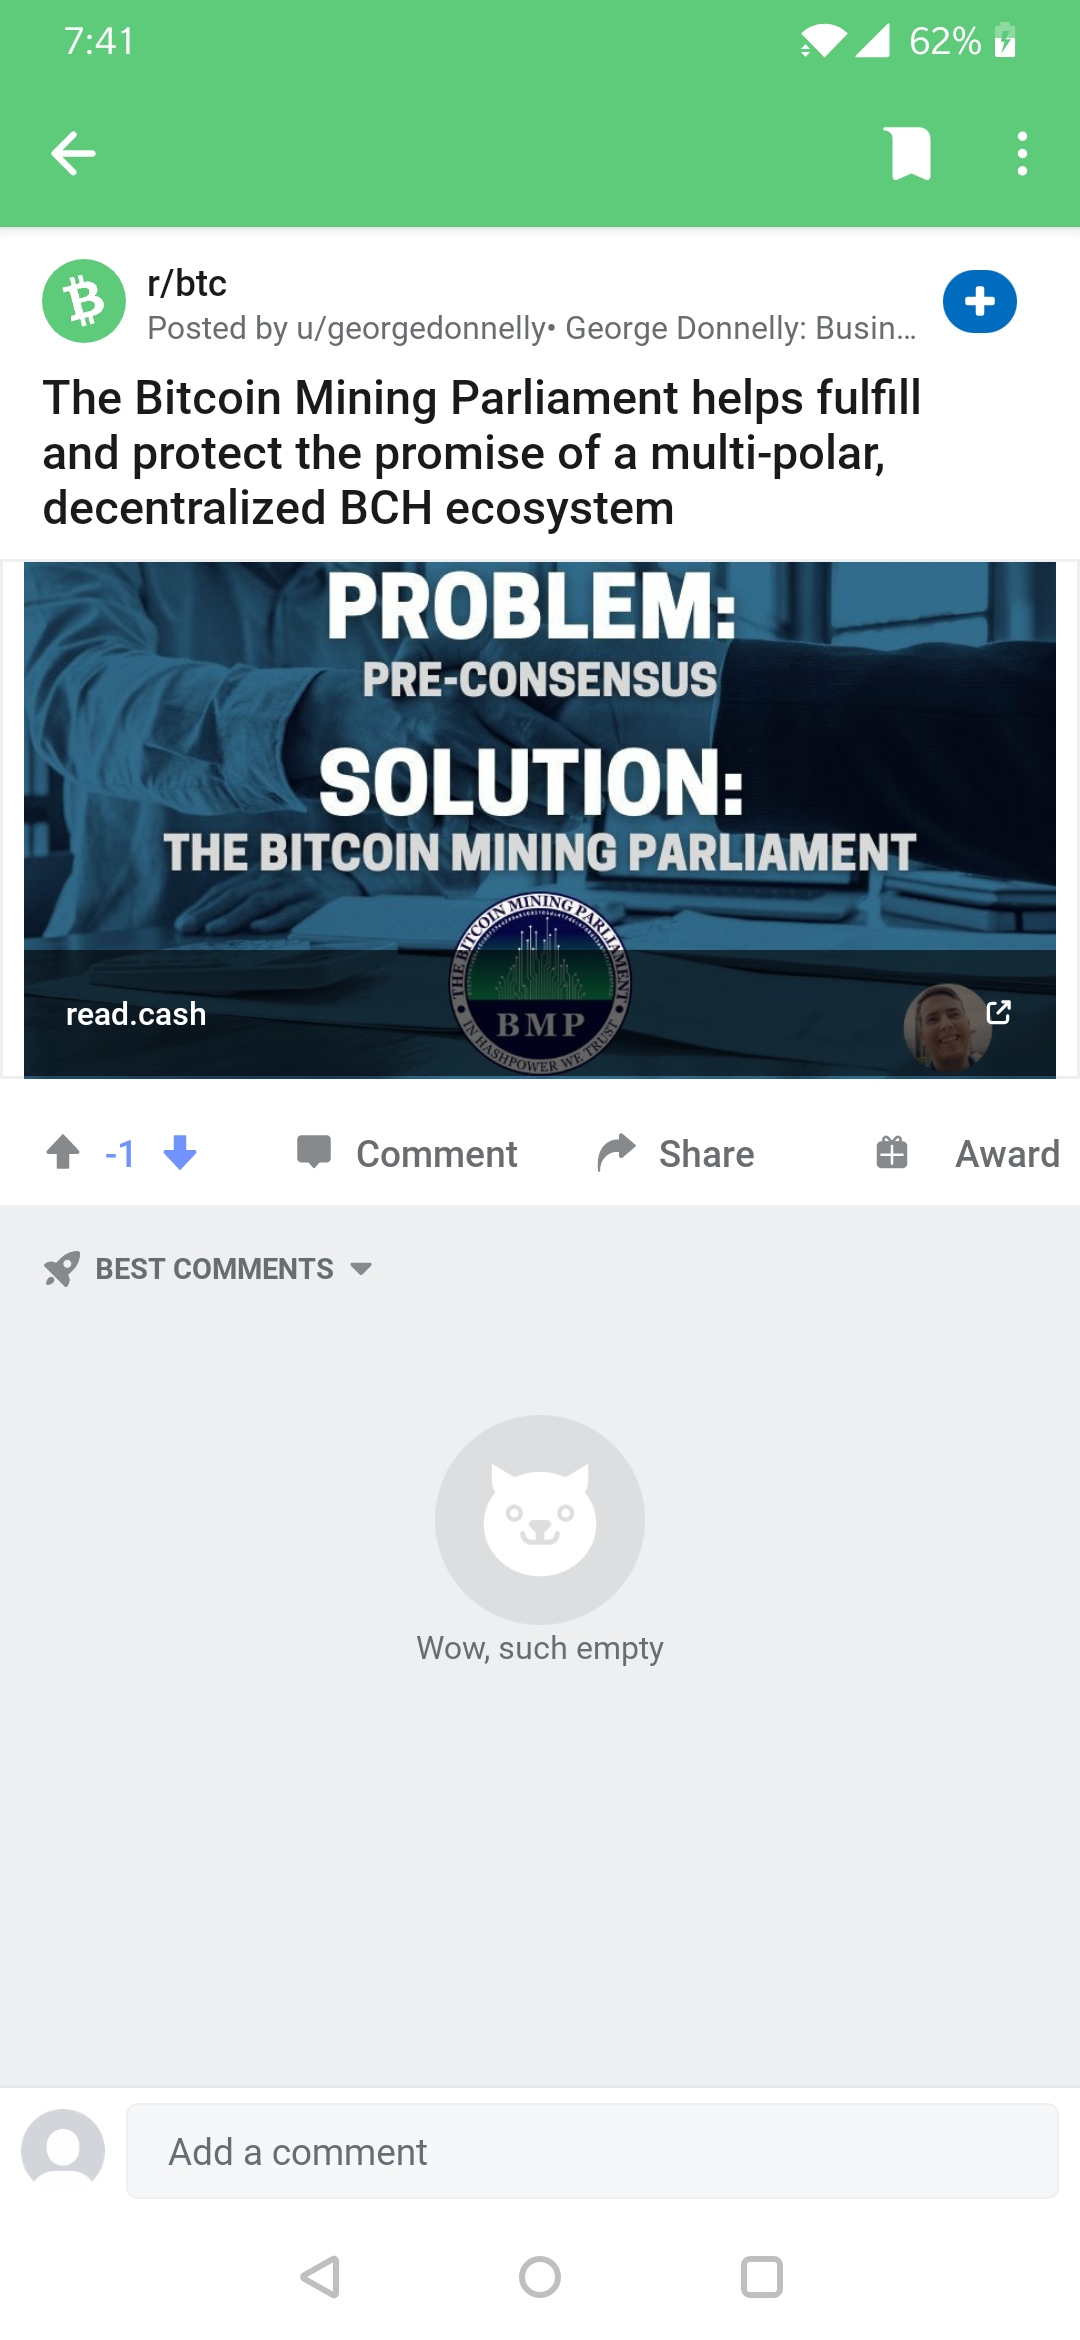 7:41
62%
r/btc
Posted by u/georgedonnelly• George Donnelly: Busin...
The Bitcoin Mining Parliament helps fulfill
and protect the promise of a multi-polar,
decentralized BCH ecosystem
PROBLEM:
PRE-CONSENSUS
SOLUTION:
THE BITCOIN MINING PARLIAMENT
THE BITCOIN MINING PARLIAMENT
BMP
IN HASHPOWER WE TRUST
read.cash
-1
Comment
Share
Award
BEST COMMENTS
Wow, such empty
Add a comment